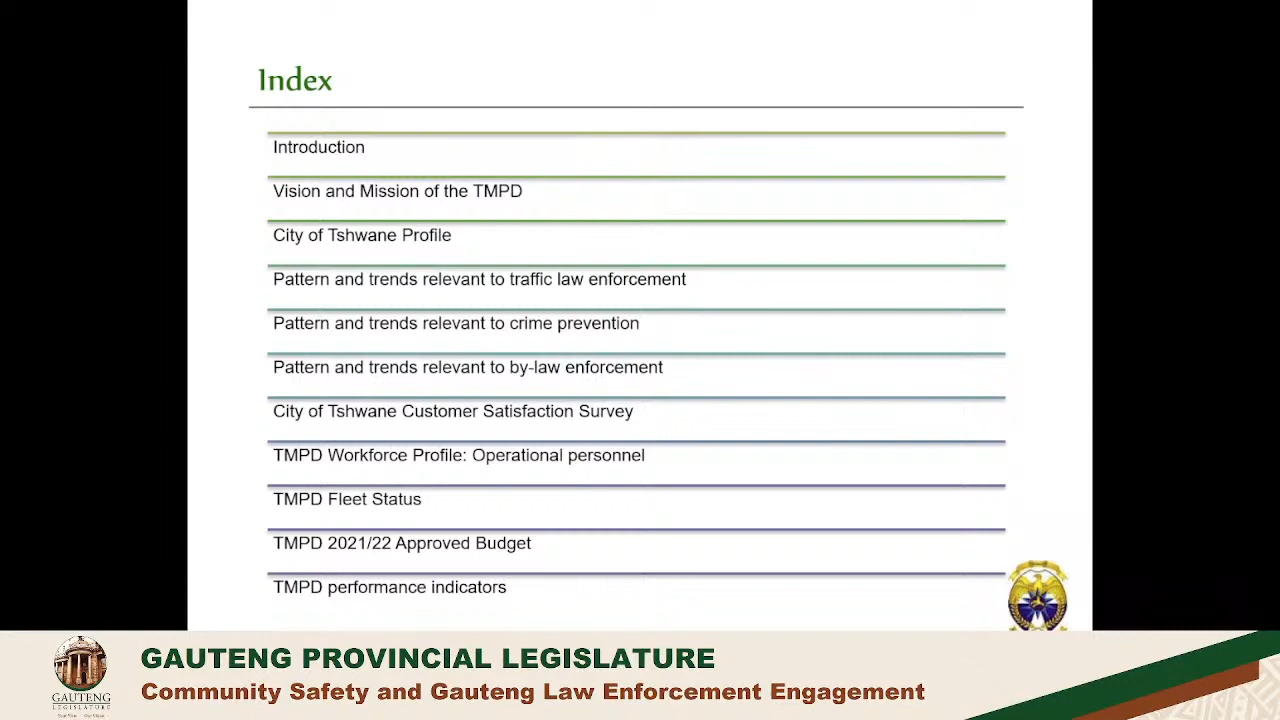 Index
Introduction
Vision and Mission of the TMPD
City of Tshwane Profile
Pattern and trends relevant to traffic law enforcement
Pattern and trends relevant to crime prevention
Pattern and trends relevant to by-law enforcement
City of Tshwane Customer Satisfaction Survey
TMPD Workforce Profile: Operational personnel
TMPD Fleet Status
TMPD 2021/22 Approved Budget
TMPD performance indicators
GAUTENG PROVINCIAL LEGISLATURE
Community Safety and Gauteng Law Enforcement Engagement
GAUTENG
LEGISLATURE